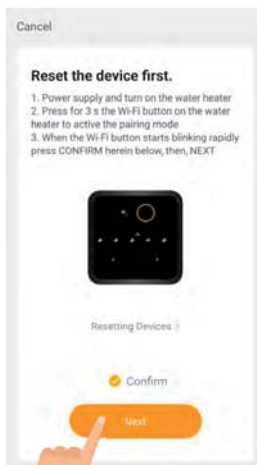 Cancel
Reset the device first.
1. Power supply and turn on the water heater
2. Press for 3 s the Wi-Fi button on the water
heater to active the pairing mode
3. When the Wi-Fi button starts blinking rapidly
press CONFIRM herein below, then, NEXT
Resetting Devices
Confirm
Next